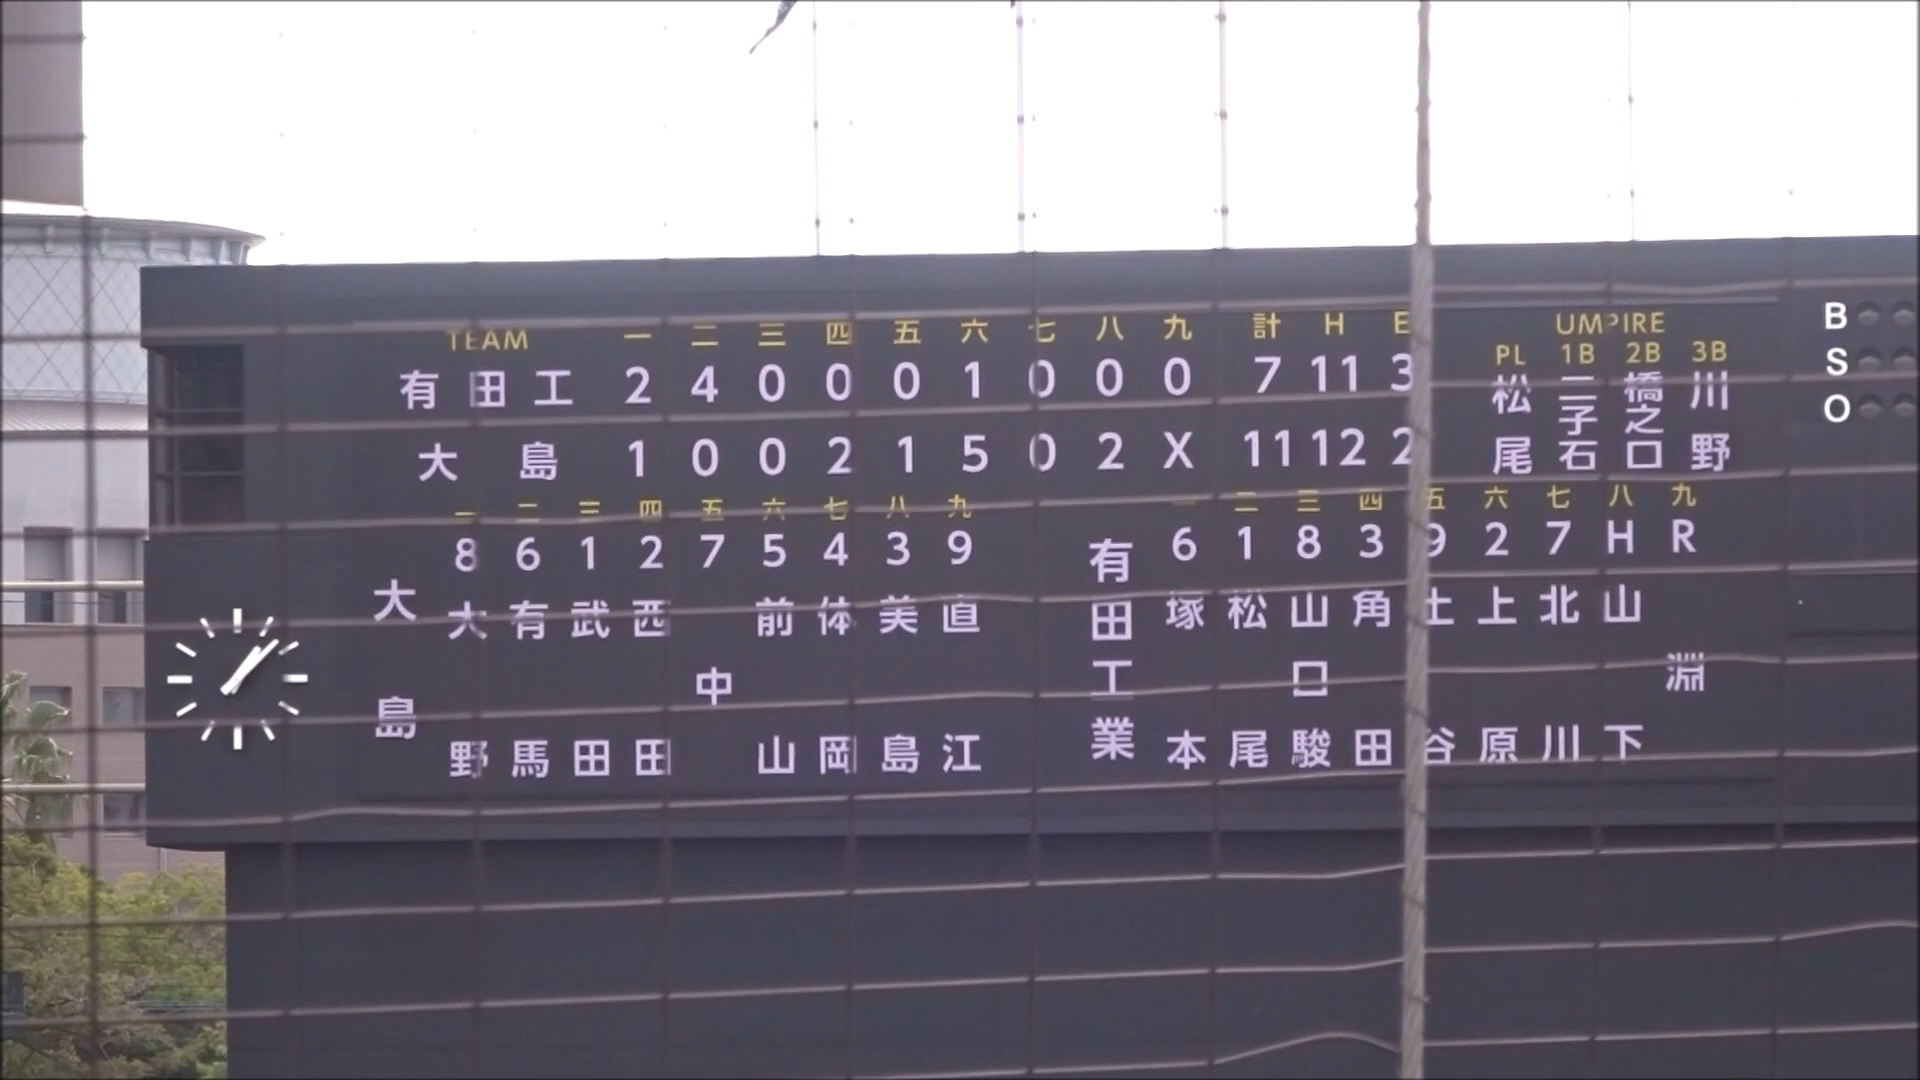 TEAM 一 二 三 四 五 六 七 八 九 計 H E
有田工 2 4 0 0 0 1 0 0 0 7 11 3
大島 1 0 0 2 1 5 0 2 X 11 12 2
UMPIRE
PL 1B 2B 3B
松尾 二子石 橋之口 川野
B
S
O
大島
一 二 三 四 五 六 七 八 九
8 6 1 2 7 5 4 3 9
大野 有馬 武田 西田 中 前山 体岡 美島 直江
有田工業
一 二 三 四 五 六 七 八 九
6 1 8 3 9 2 7 H R
塚本 松尾 山口駿 角田 土谷 上原 北川 山下 淵